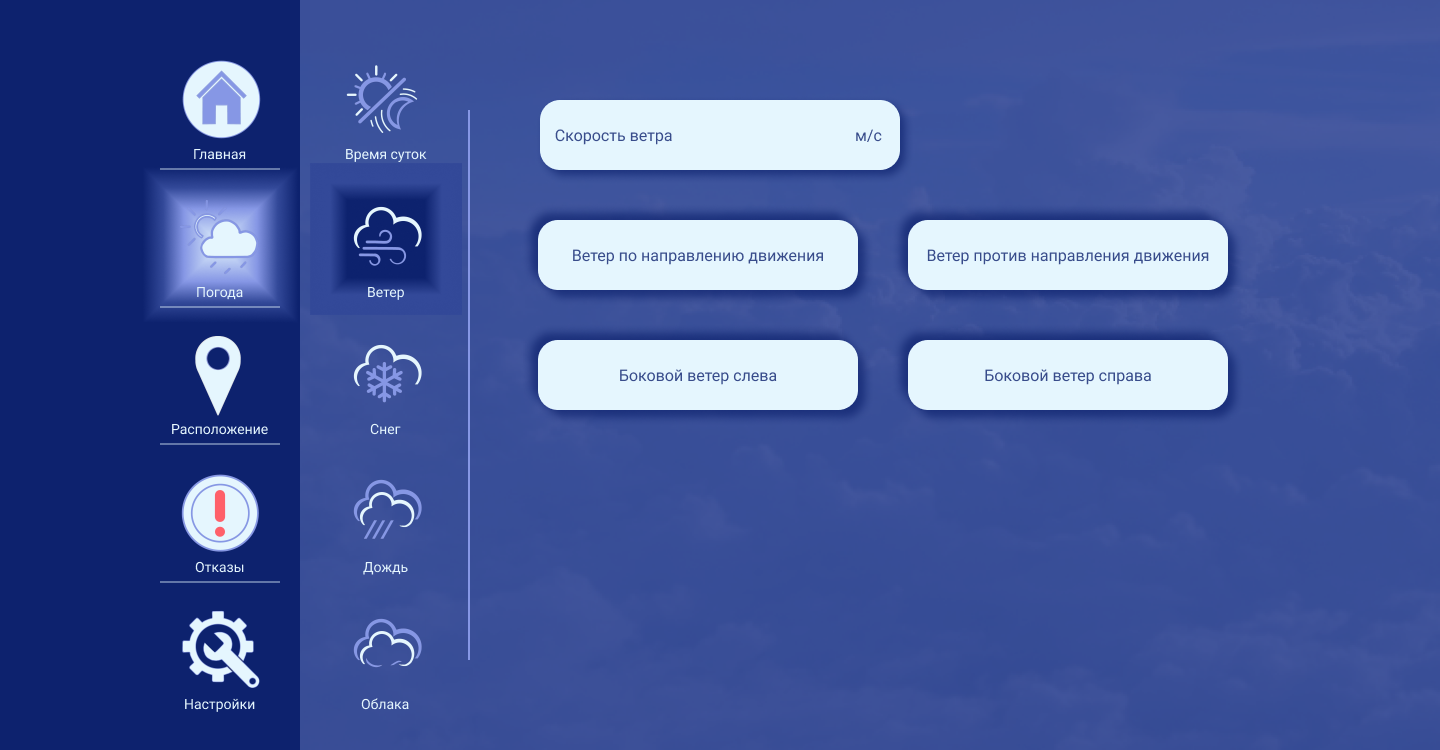 Главная
Погода
Расположение
Отказы
Настройки
Время суток
Ветер
Снег
Дождь
Облака
Скорость ветра м/с
Ветер по направлению движения
Ветер против направления движения
Боковой ветер слева
Боковой ветер справа